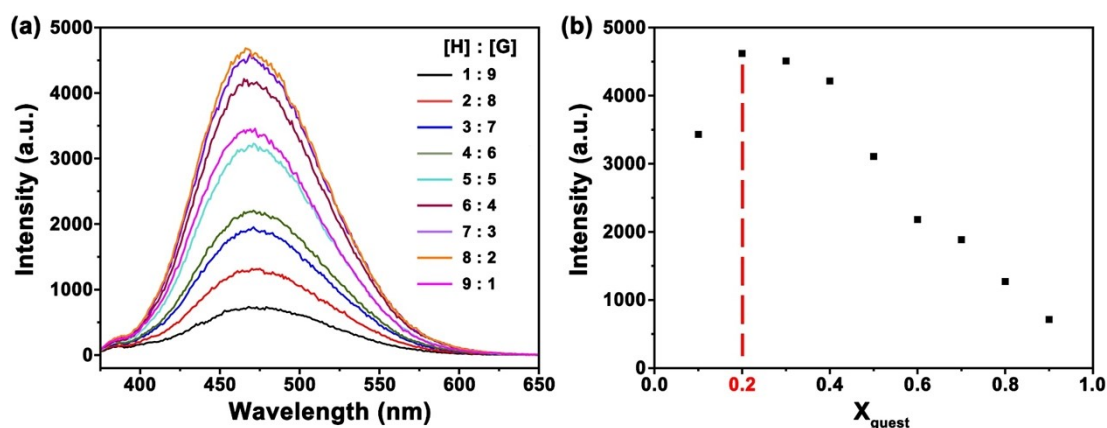 (a)
[H] : [G]
1 : 9
2 : 8
3 : 7
4 : 6
5 : 5
6 : 4
7 : 3
8 : 2
9 : 1
5000
4000
3000
2000
1000
0
Intensity (a.u.)
400 450 500 550 600 650
Wavelength (nm)
(b)
5000
4000
3000
2000
1000
0
Intensity (a.u.)
0.0 0.2 0.4 0.6 0.8 1.0
Xguest